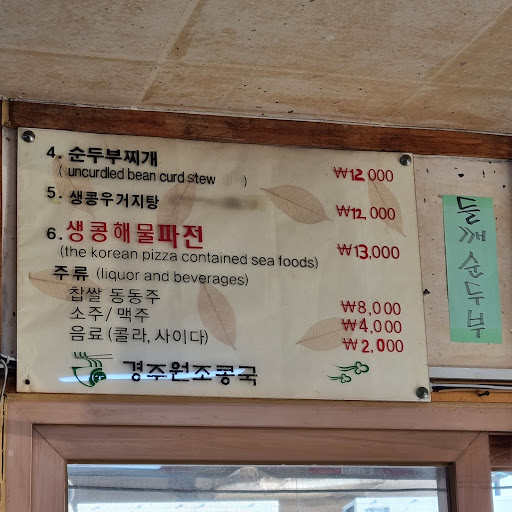 4. 순두부찌개
( uncurdled bean curd stew )
₩12,000
5. 생콩우거지탕
₩12,000
6. 생콩해물파전
(the korean pizza contained sea foods)
₩13,000
주류 (liquor and beverages)
찹쌀 동동주 ₩8,000
소주/ 맥주 ₩4,000
음료(콜라, 사이다) ₩2,000
경주원조콩국
들깨순두부